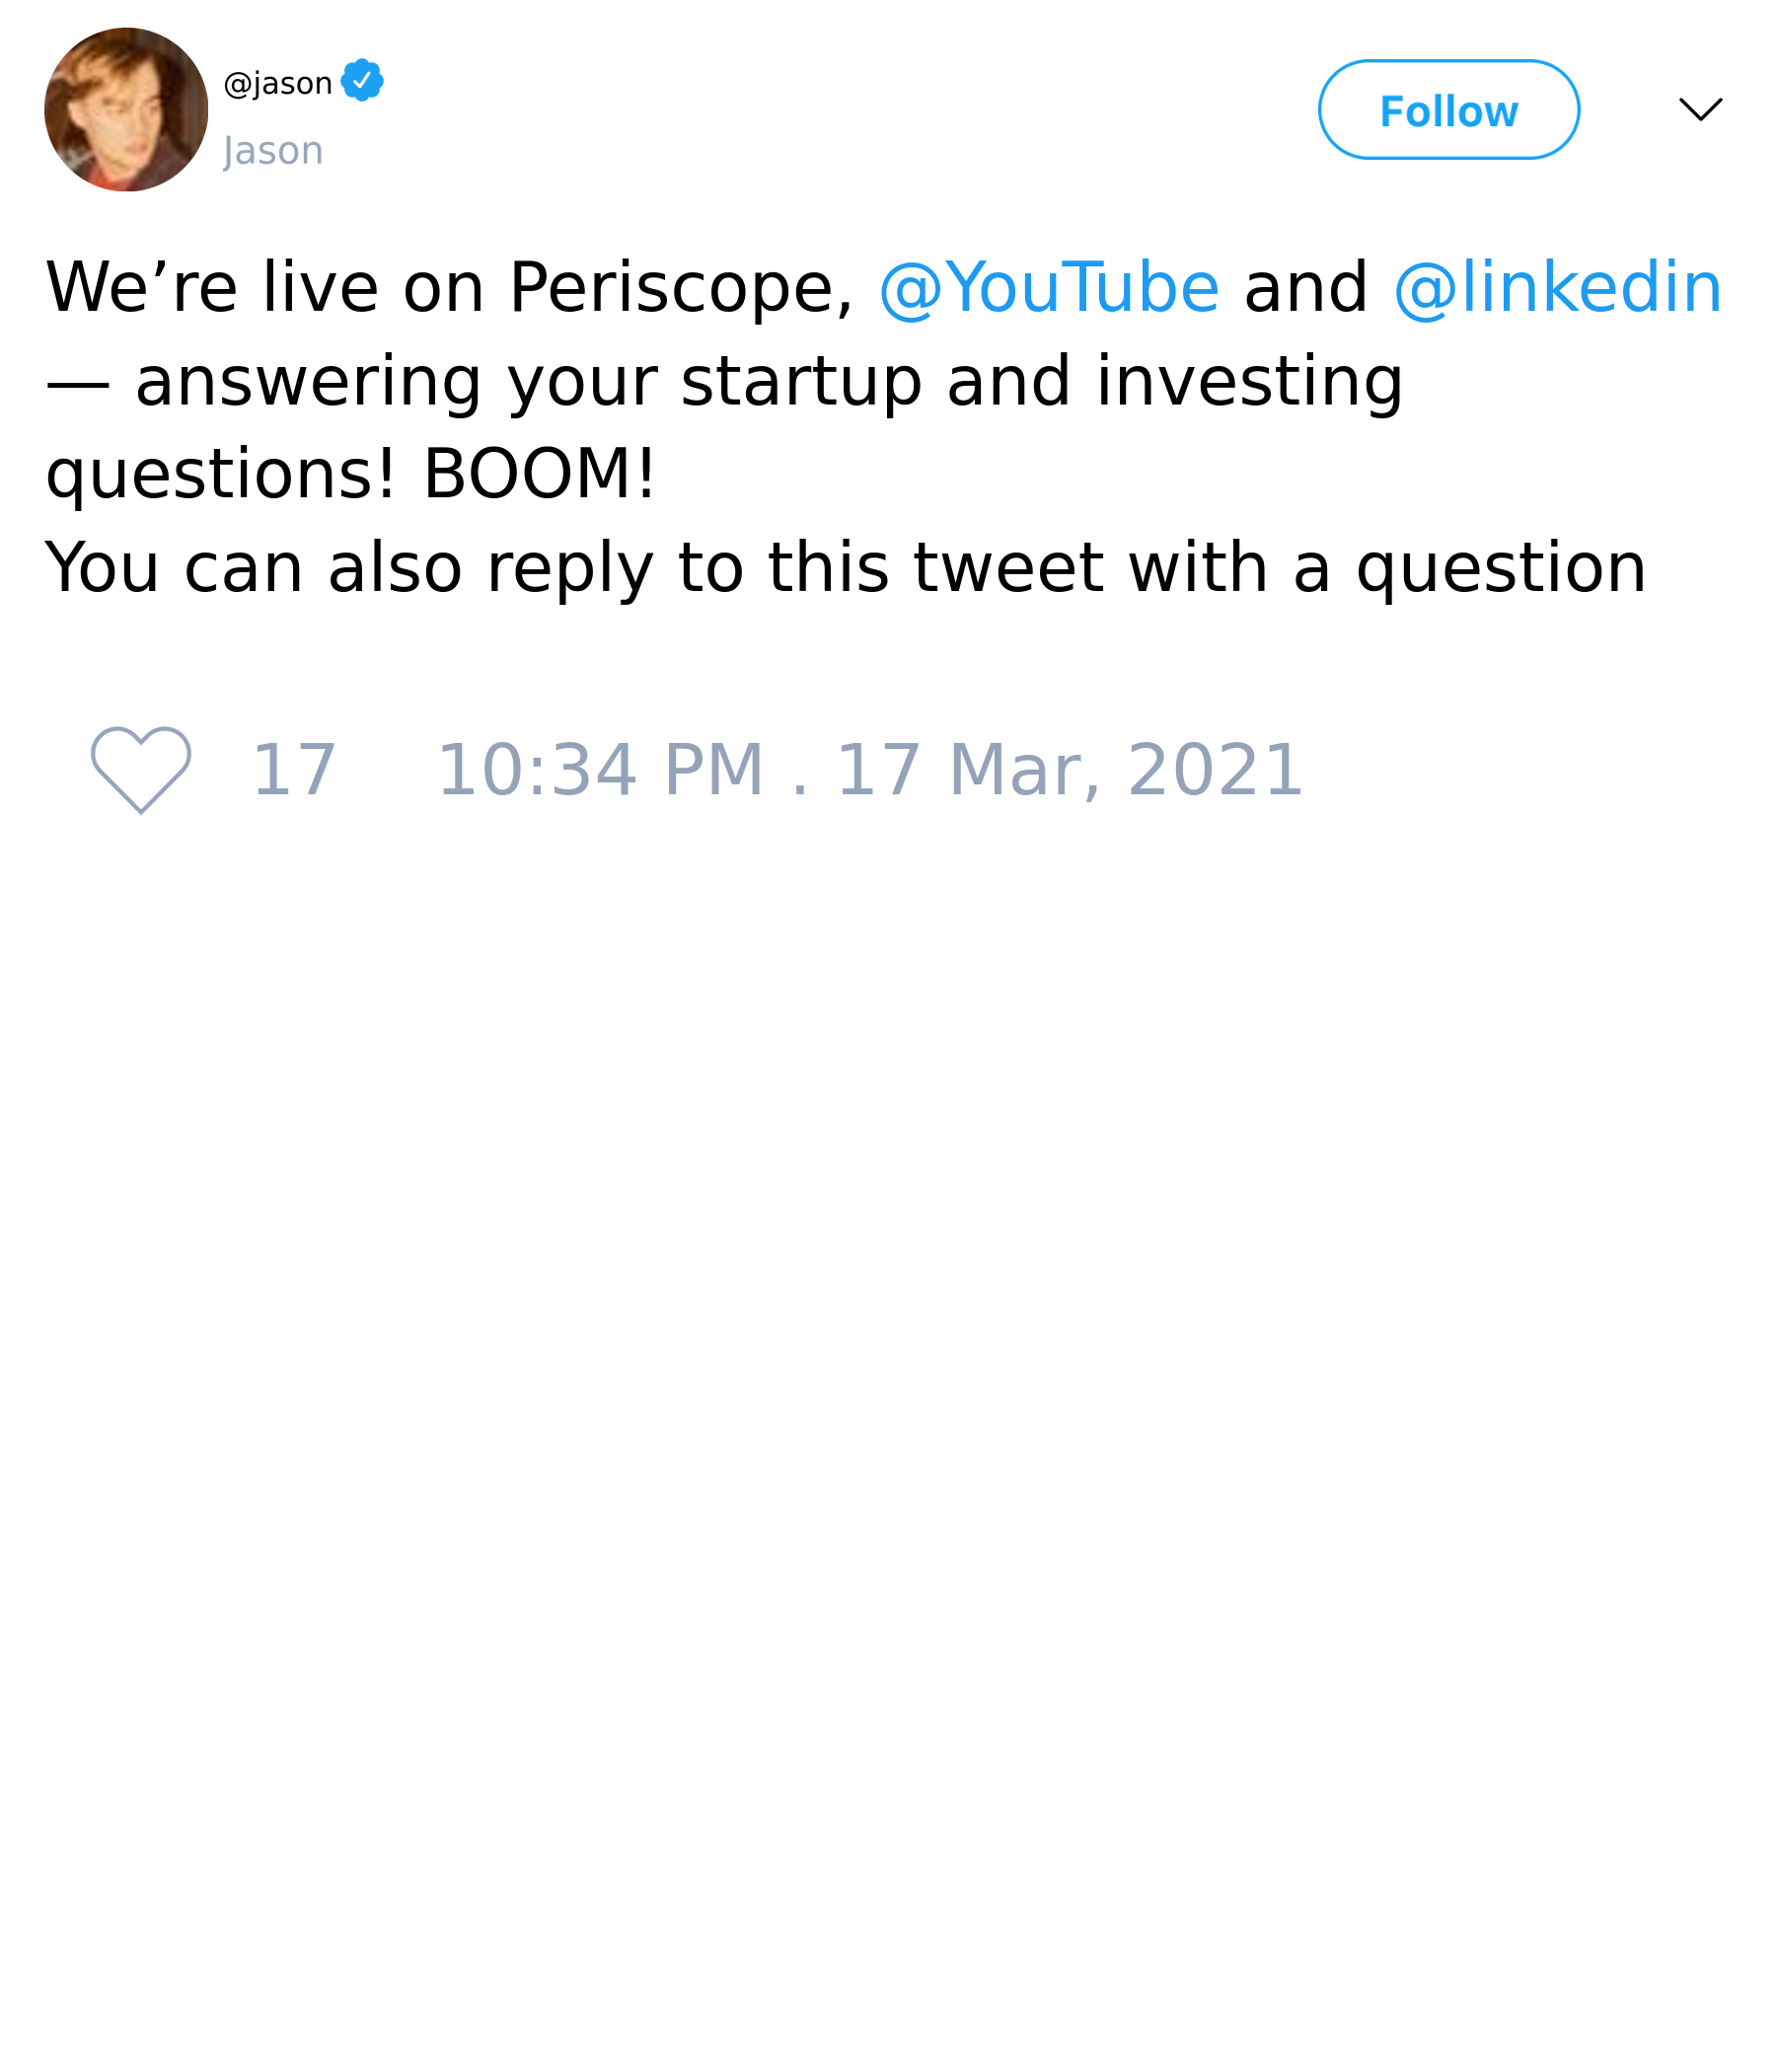 @jason
Jason
Follow
We’re live on Periscope, @YouTube and @linkedin
— answering your startup and investing
questions! BOOM!
You can also reply to this tweet with a question
17 10:34 PM . 17 Mar, 2021